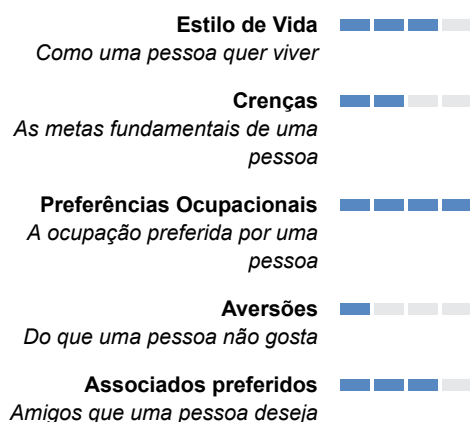 Estilo de Vida
Como uma pessoa quer viver
Crenças
As metas fundamentais de uma
pessoa
Preferências Ocupacionais
A ocupação preferida por uma
pessoa
Aversões
Do que uma pessoa não gosta
Associados preferidos
Amigos que uma pessoa deseja